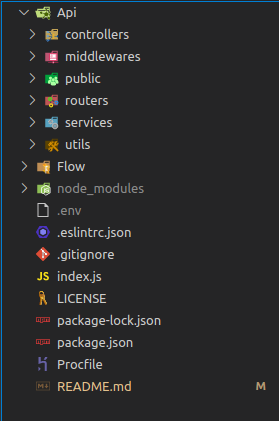 Api
controllers
middlewares
public
routers
services
utils
Flow
node_modules
.env
.eslintrc.json
.gitignore
JS index.js
LICENSE
package-lock.json
package.json
Procfile
README.md M